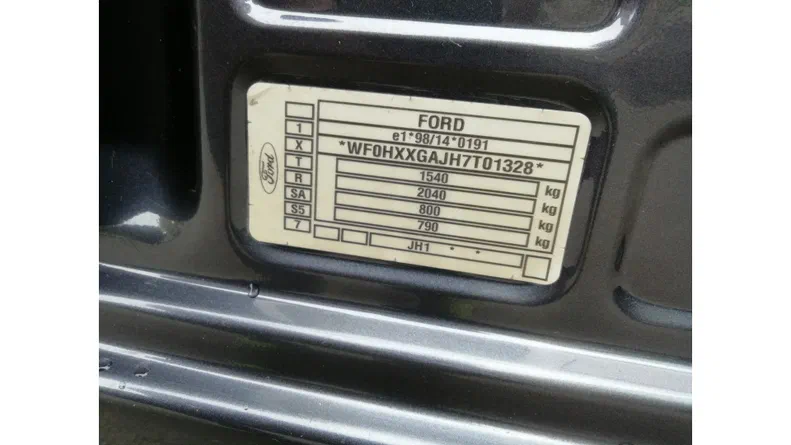 FORD
e1*98/14*0191
*WF0HXXGAJH7T01328*
1
X
T
R
SA
S5
7
1540 kg
2040 kg
800 kg
790 kg
JH1 * *
Ford